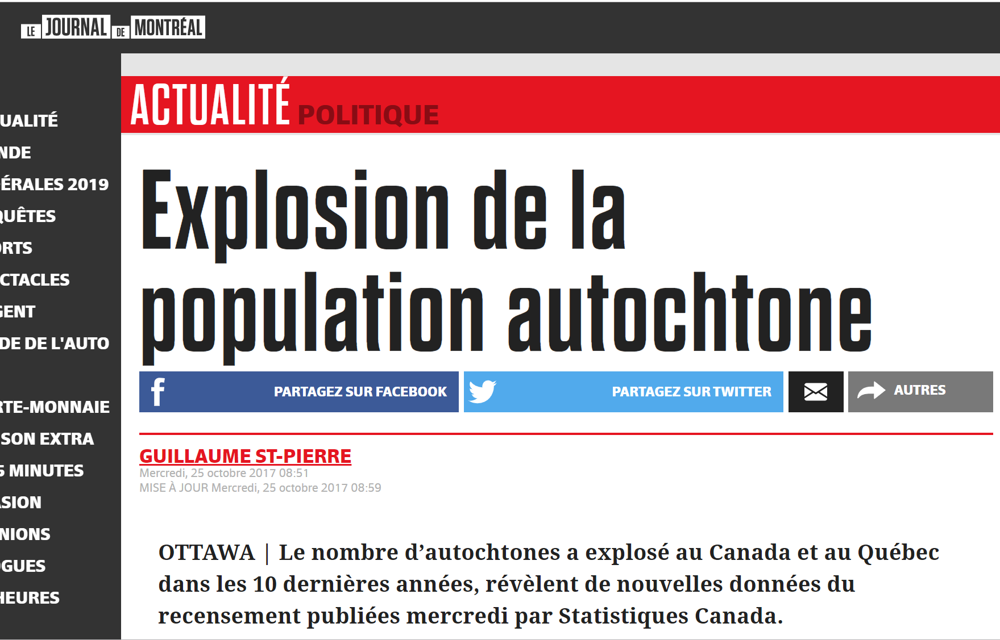 LE JOURNAL DE MONTRÉAL
ACTUALITÉ POLITIQUE
UALITÉ
NDE
ÉRALES 2019
QUÊTES
ORTS
CTACLES
GENT
DE DE L'AUTO
RTE-MONNAIE
SON EXTRA
5 MINUTES
ASION
NIONS
OGUES
HEURES
Explosion de la
population autochtone
PARTAGEZ SUR FACEBOOK
PARTAGEZ SUR TWITTER
AUTRES
GUILLAUME ST-PIERRE
Mercredi, 25 octobre 2017 08:51
MISE À JOUR Mercredi, 25 octobre 2017 08:59
OTTAWA | Le nombre d’autochtones a explosé au Canada et au Québec
dans les 10 dernières années, révèlent de nouvelles données du
recensement publiées mercredi par Statistiques Canada.